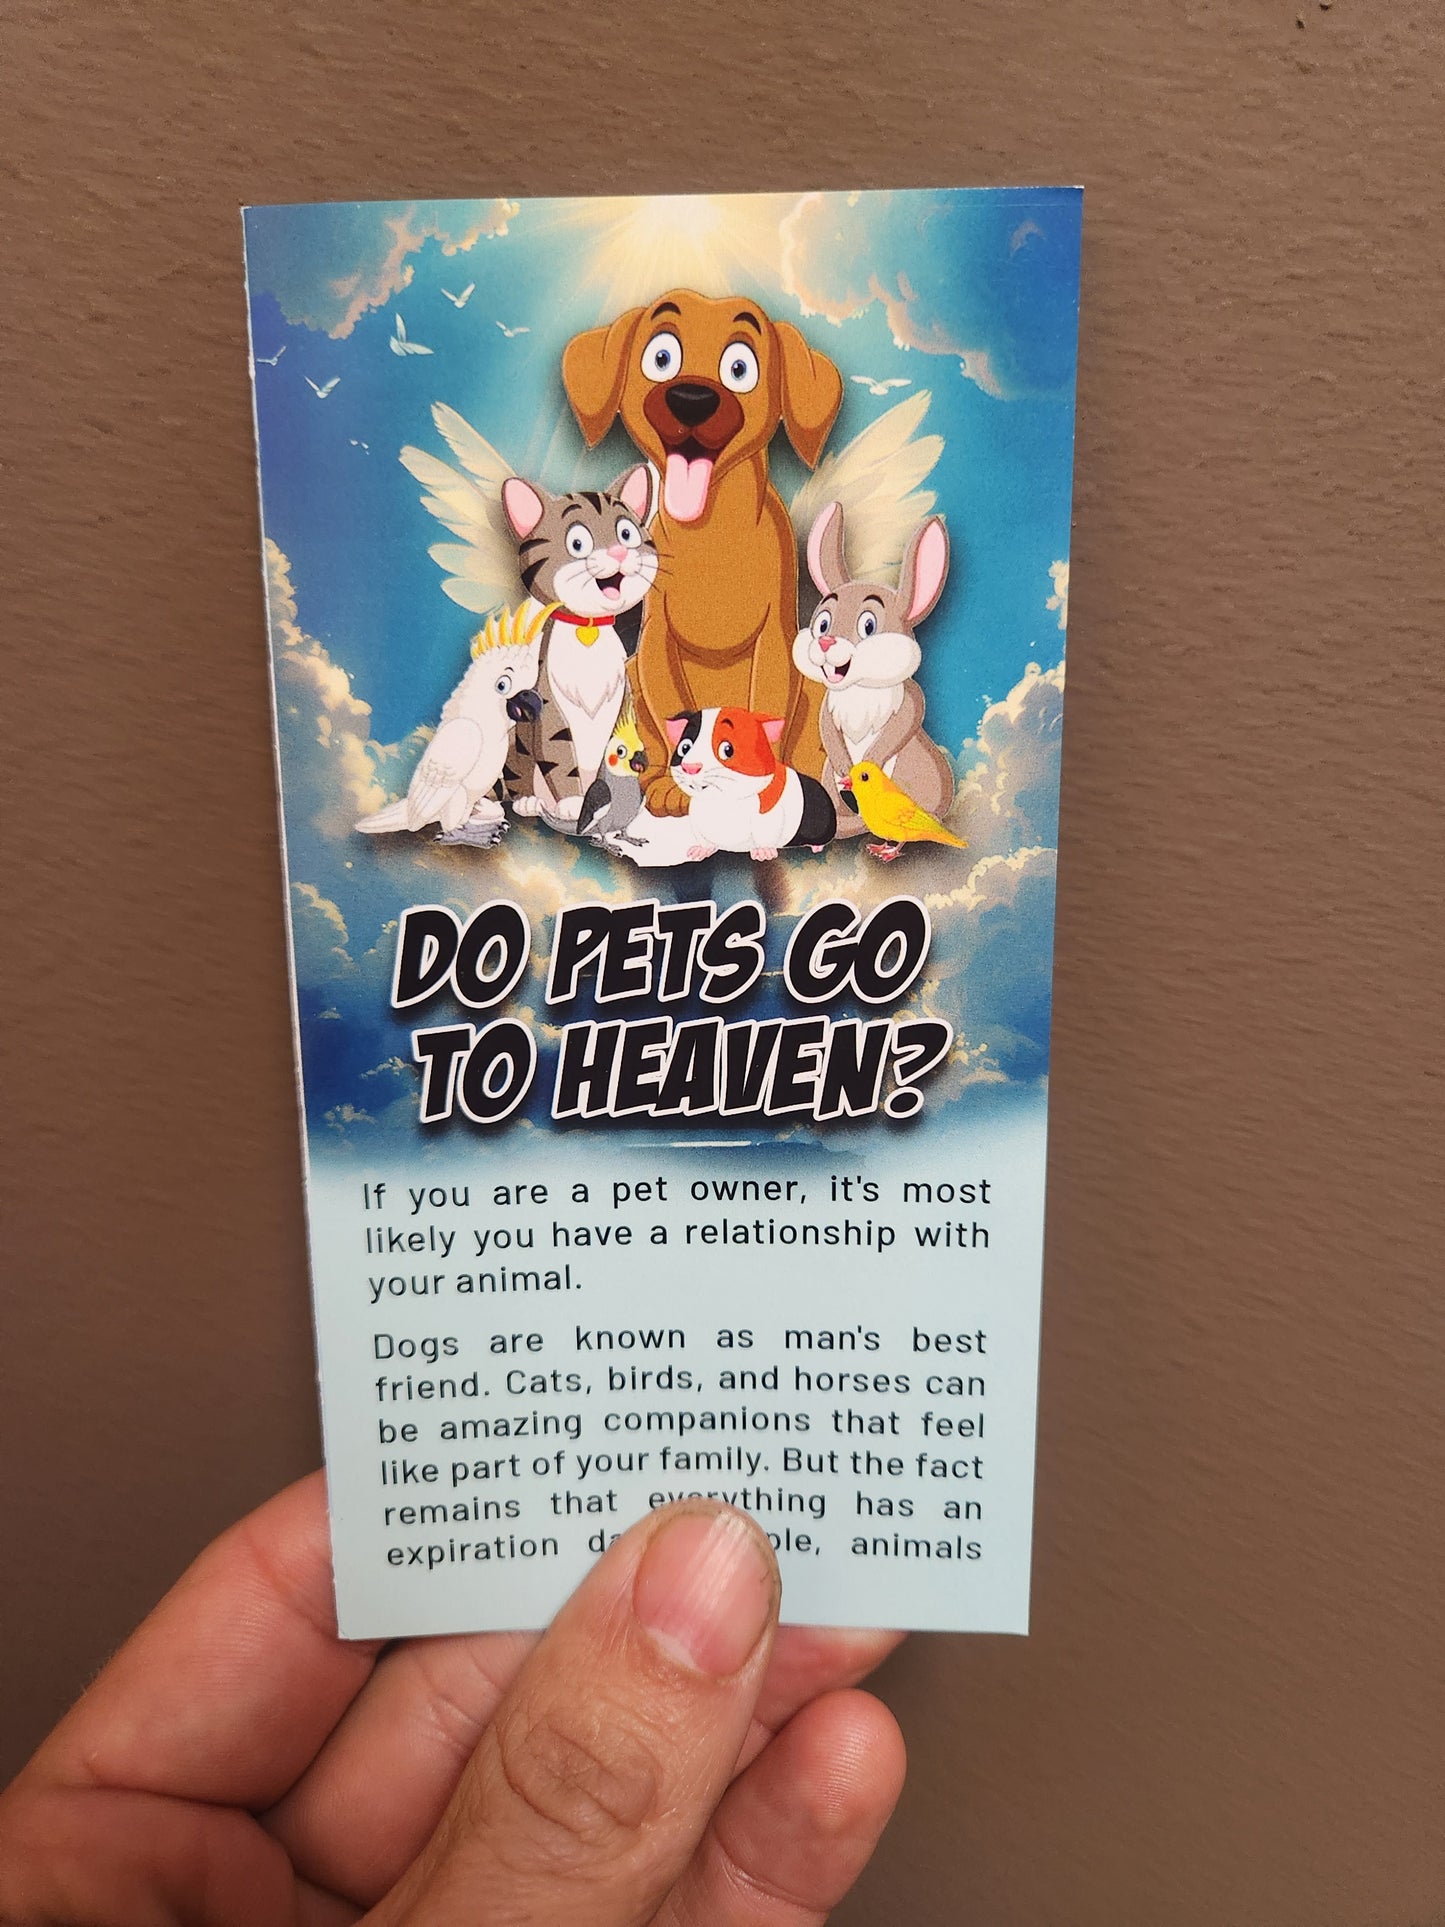 DO PETS GO
TO HEAVEN?
If you are a pet owner, it's most
likely you have a relationship with
your animal.
Dogs are known as man's best
friend. Cats, birds, and horses can
be amazing companions that feel
like part of your family. But the fact
remains that everything has an
expiration animals